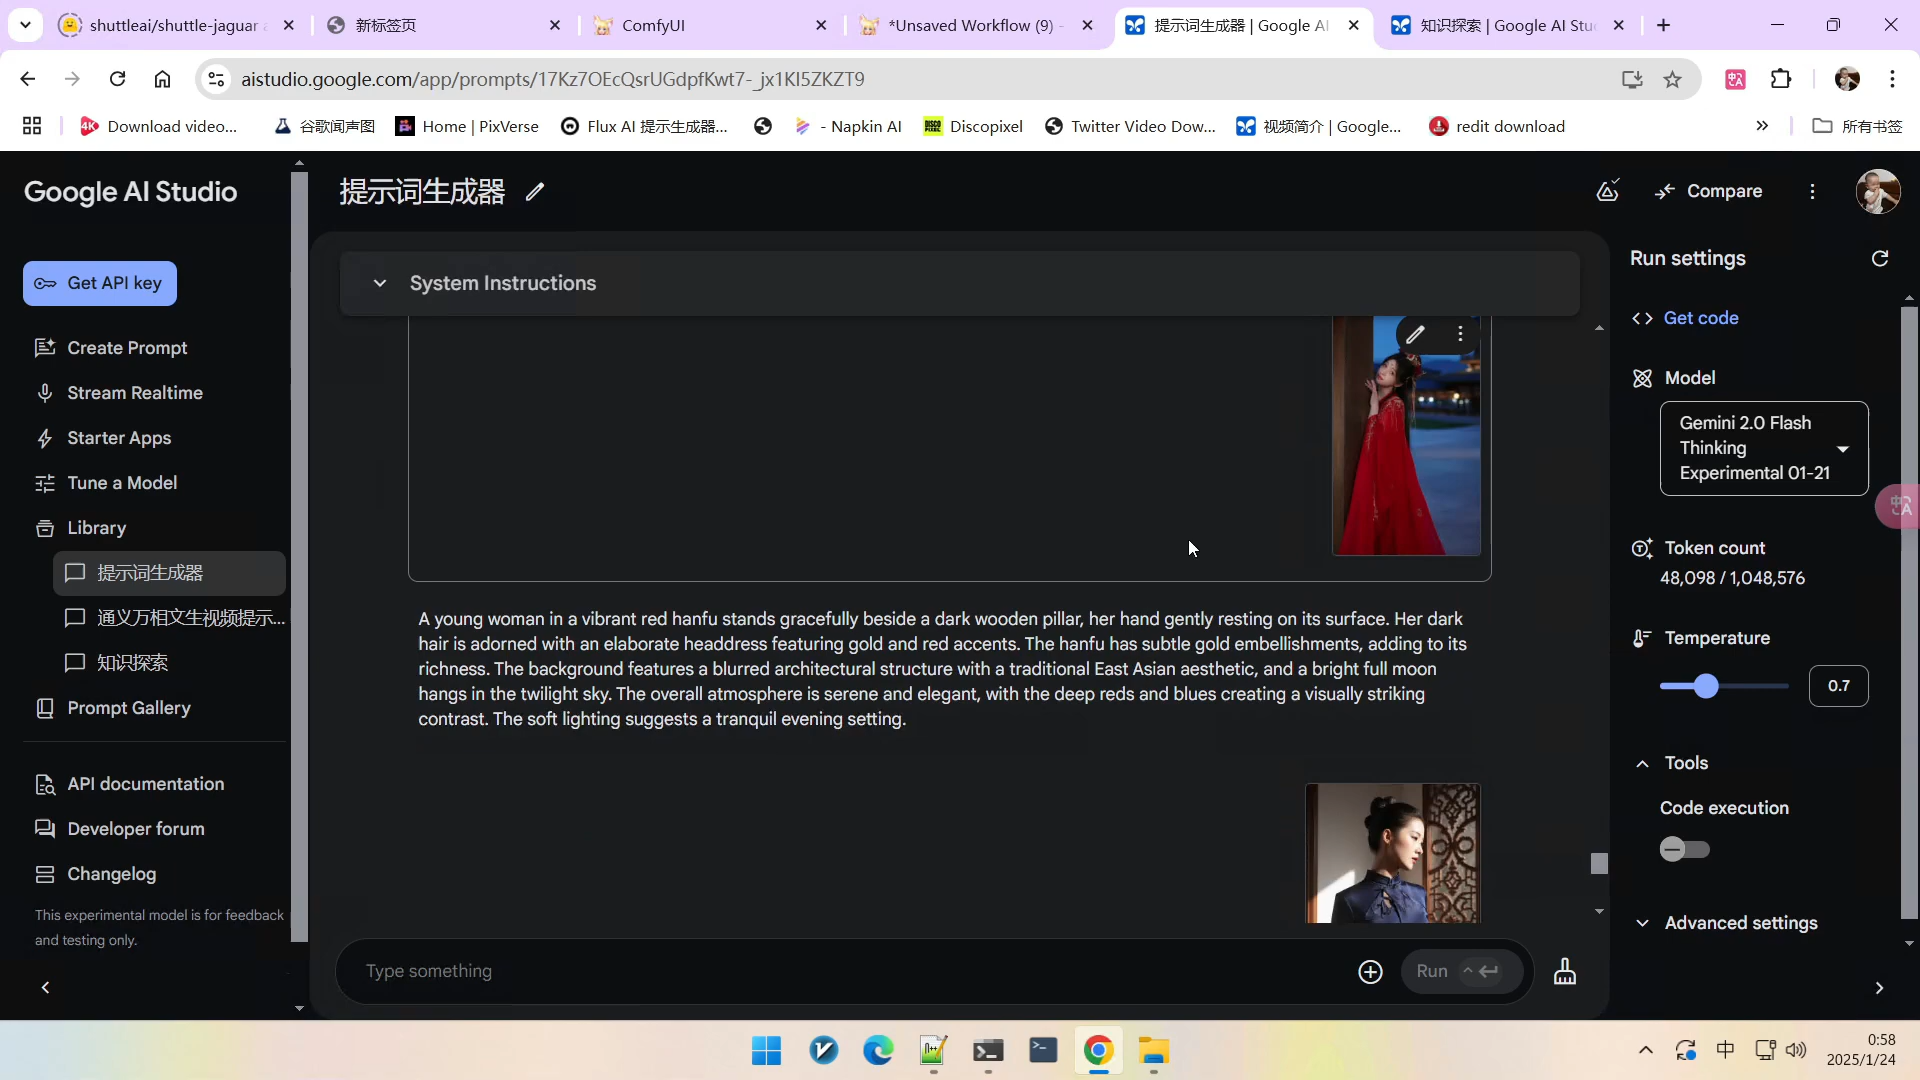 shuttleai/shuttle-jaguar
新标签页
ComfyUI
*Unsaved Workflow (9) -
提示词生成器 | Google AI
知识探索 | Google AI Stu
aistudio.google.com/app/prompts/17Kz7OEcQsrUGdpfKwt7-_jx1KI5ZKZT9
Download video...
谷歌闻声图
Home | PixVerse
Flux AI 提示生成器...
- Napkin AI
Discopixel
Twitter Video Dow...
视频简介 | Google...
redit download
所有书签
Google AI Studio
提示词生成器
Compare
Get API key
System Instructions
Run settings
Create Prompt
Get code
Stream Realtime
Model
Starter Apps
Gemini 2.0 Flash
Thinking
Experimental 01-21
Tune a Model
Library
提示词生成器
Token count
48,098 / 1,048,576
通义万相文生视频提示...
知识探索
Temperature
0.7
Prompt Gallery
A young woman in a vibrant red hanfu stands gracefully beside a dark wooden pillar, her hand gently resting on its surface. Her dark
hair is adorned with an elaborate headdress featuring gold and red accents. The hanfu has subtle gold embellishments, adding to its
richness. The background features a blurred architectural structure with a traditional East Asian aesthetic, and a bright full moon
hangs in the twilight sky. The overall atmosphere is serene and elegant, with the deep reds and blues creating a visually striking
contrast. The soft lighting suggests a tranquil evening setting.
Tools
API documentation
Code execution
Developer forum
Changelog
This experimental model is for feedback
and testing only.
Advanced settings
Type something
Run
中
0:58
2025/1/24